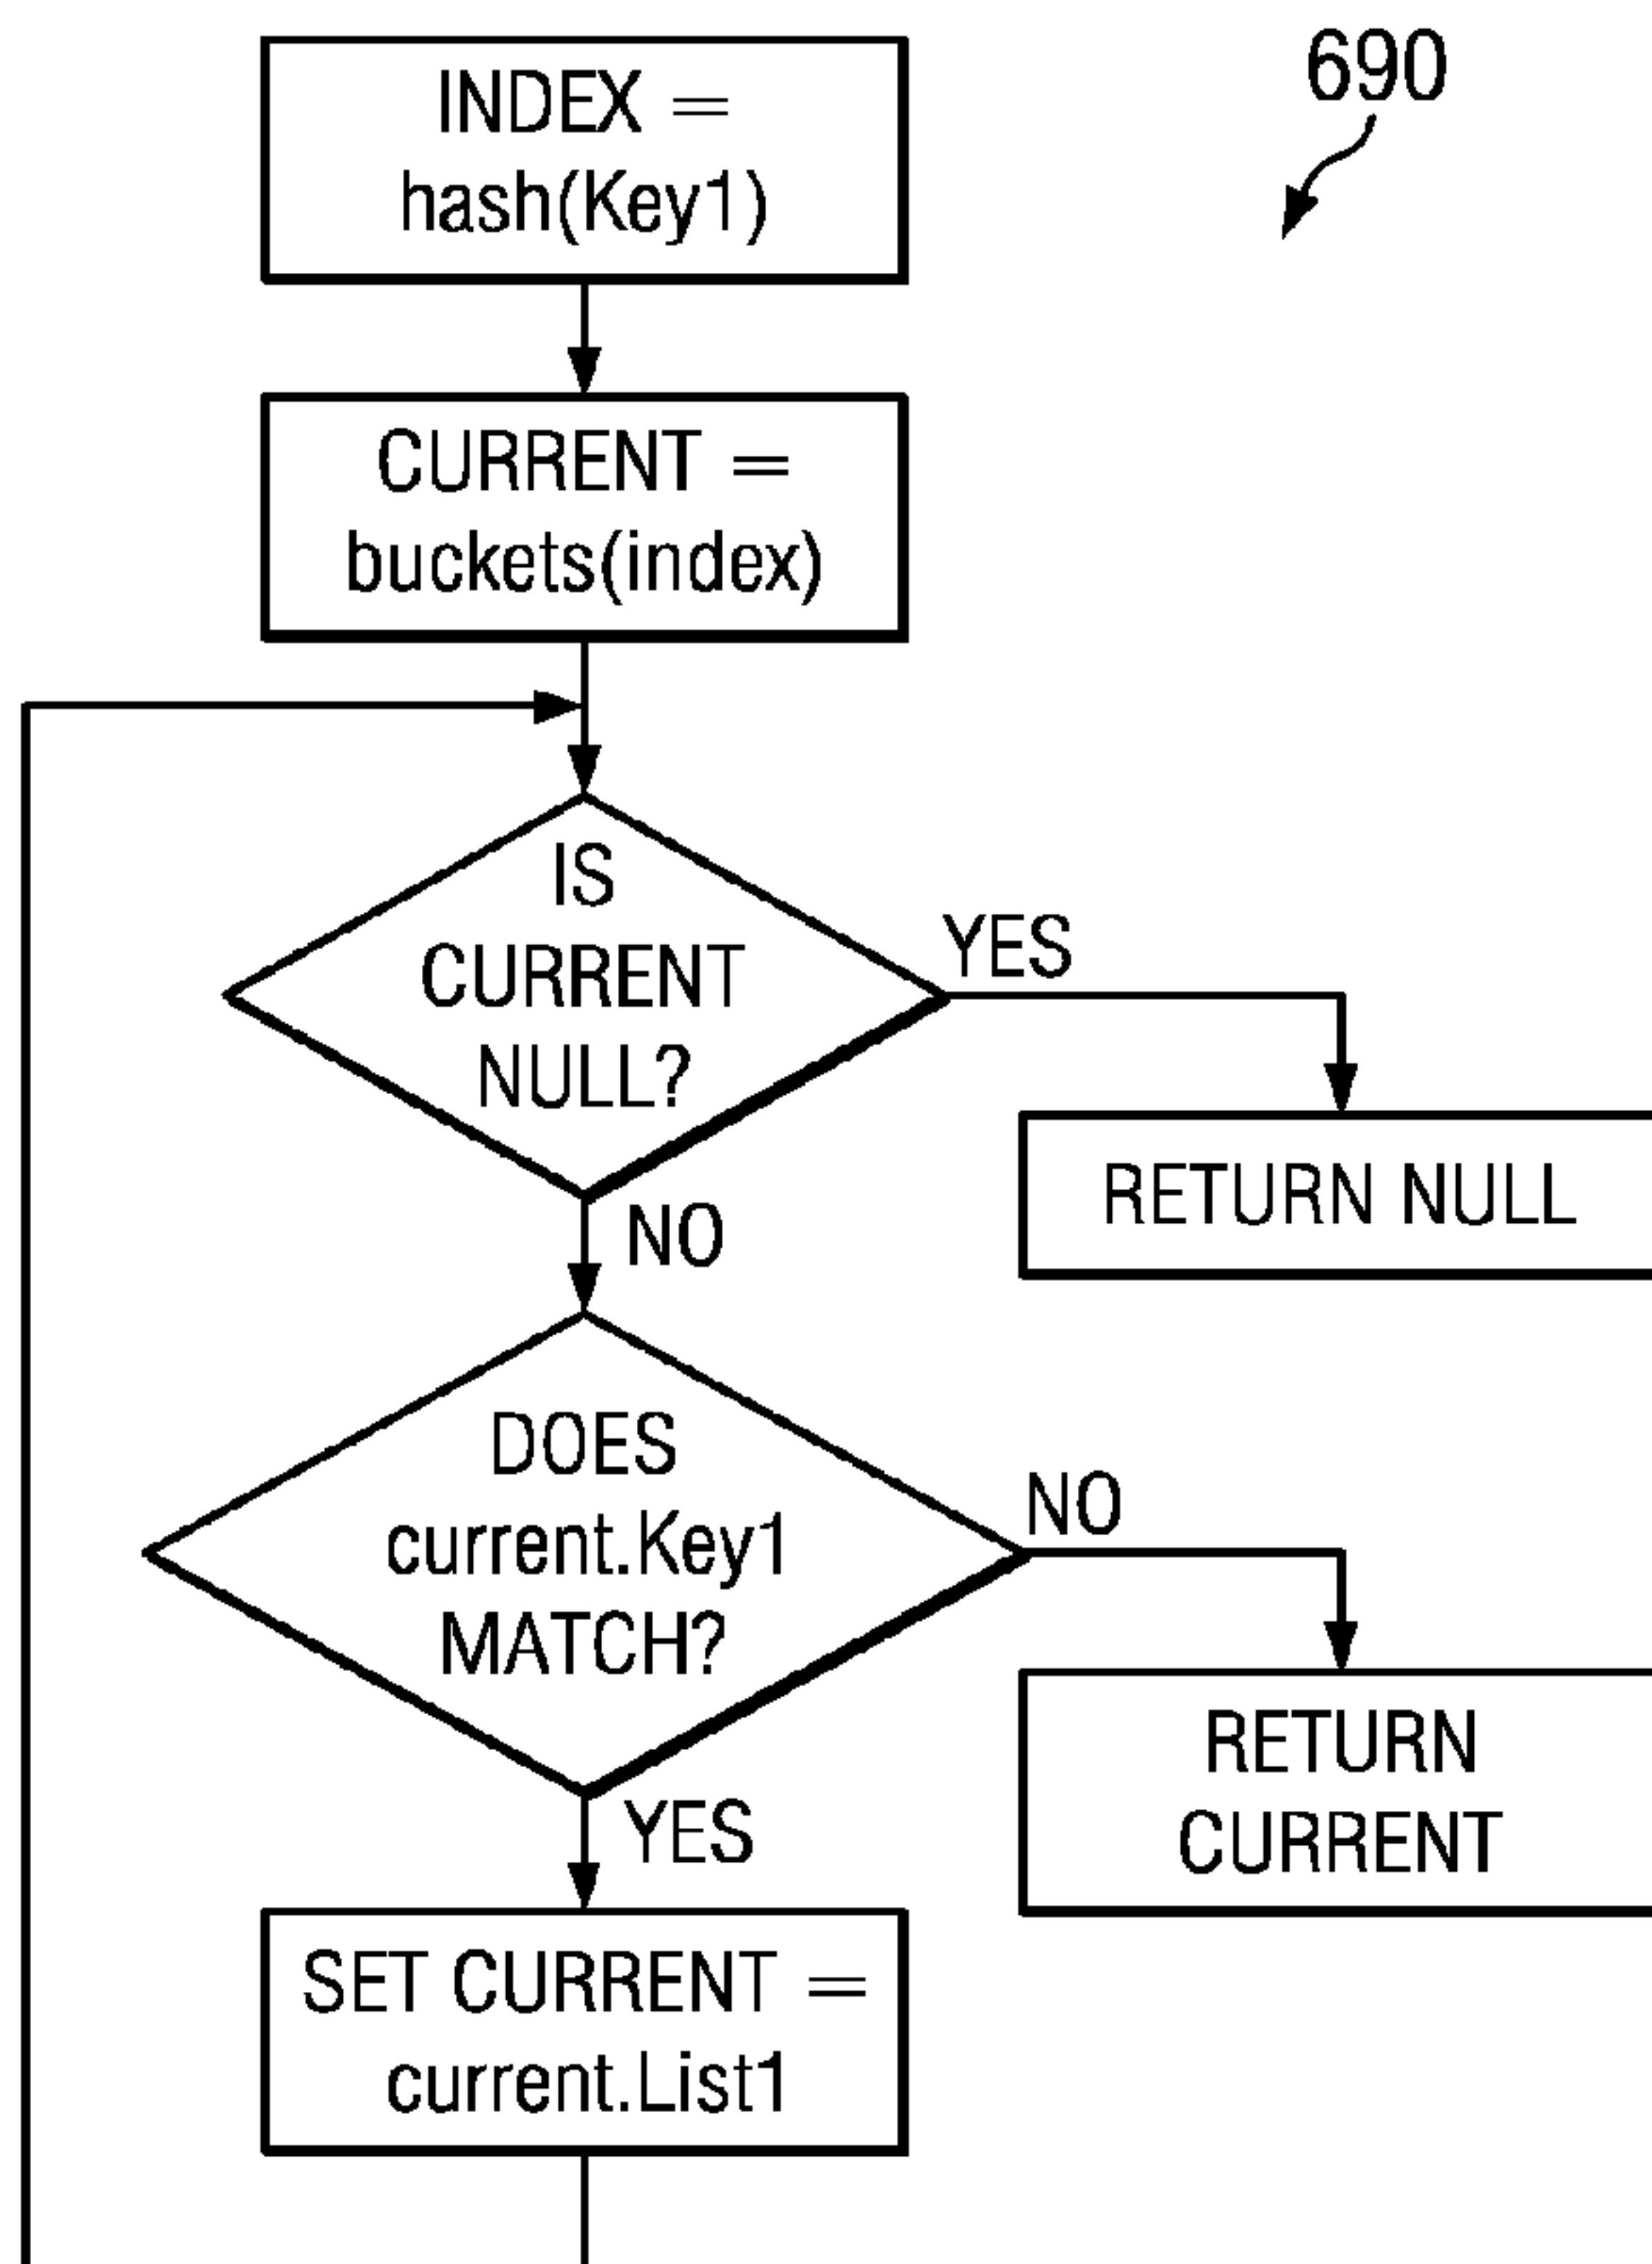 690
INDEX =
hash(Key1)
CURRENT =
buckets(index)
IS
CURRENT
NULL?
YES
RETURN NULL
NO
DOES
current.Key1
MATCH?
NO
RETURN
CURRENT
YES
SET CURRENT =
current.List1